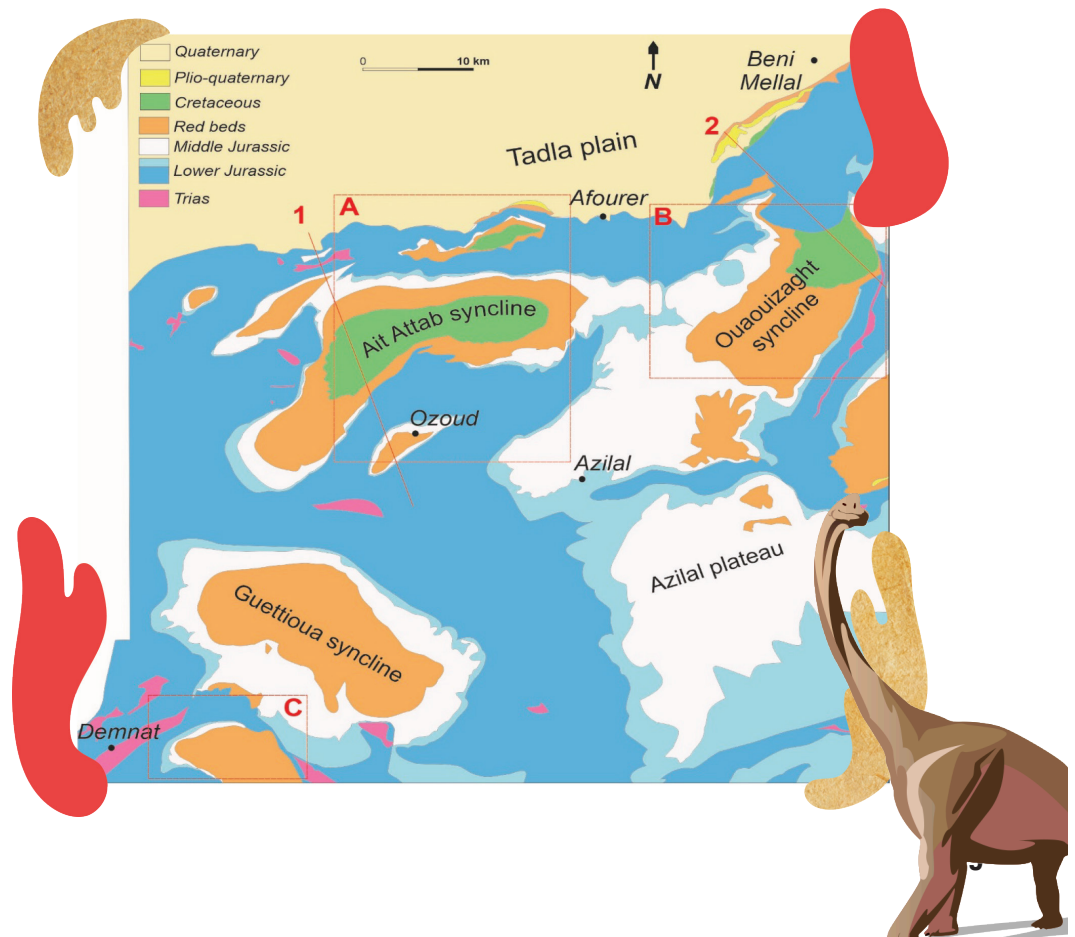 Quaternary
Plio-quaternary
Cretaceous
Red beds
Middle Jurassic
Lower Jurassic
Trias
0 10 km
N
Beni
Mellal
2
Tadla plain
Afourer
1
A
B
Ait Attab syncline
Ouaouizaght
syncline
Ozoud
Azilal
Azilal plateau
Guettioua syncline
C
Demnat